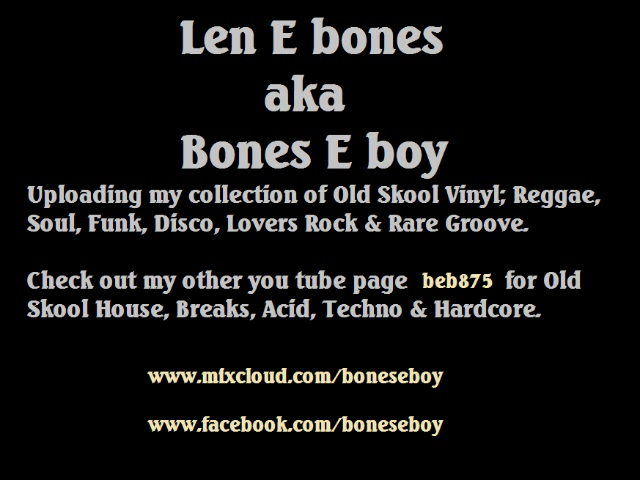 Len E bones
aka
Bones E boy
Uploading my collection of Old Skool Vinyl; Reggae,
Soul, Funk, Disco, Lovers Rock & Rare Groove.
Check out my other you tube page beb875 for Old
Skool House, Breaks, Acid, Techno & Hardcore.
www.mixcloud.com/boneseboy
www.facebook.com/boneseboy